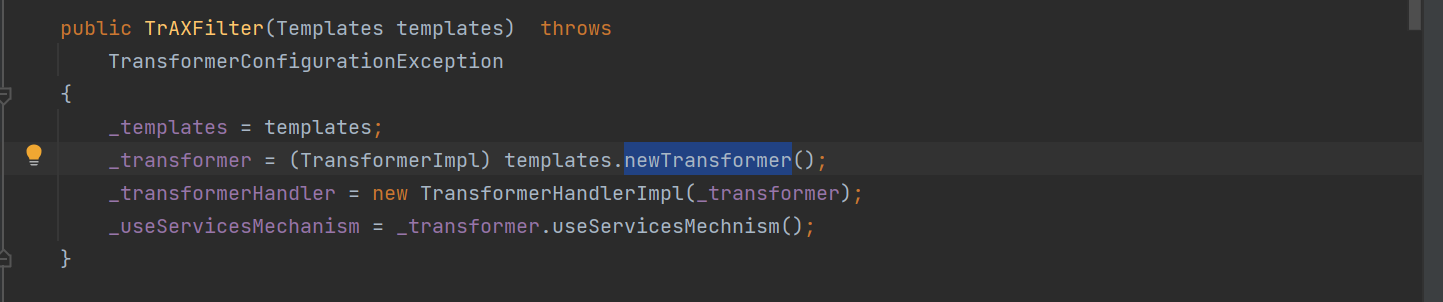 public TrAXFilter(Templates templates)  throws
    TransformerConfigurationException
{
    _templates = templates;
    _transformer = (TransformerImpl) templates.newTransformer();
    _transformerHandler = new TransformerHandlerImpl(_transformer);
    _useServicesMechanism = _transformer.useServicesMechnism();
}